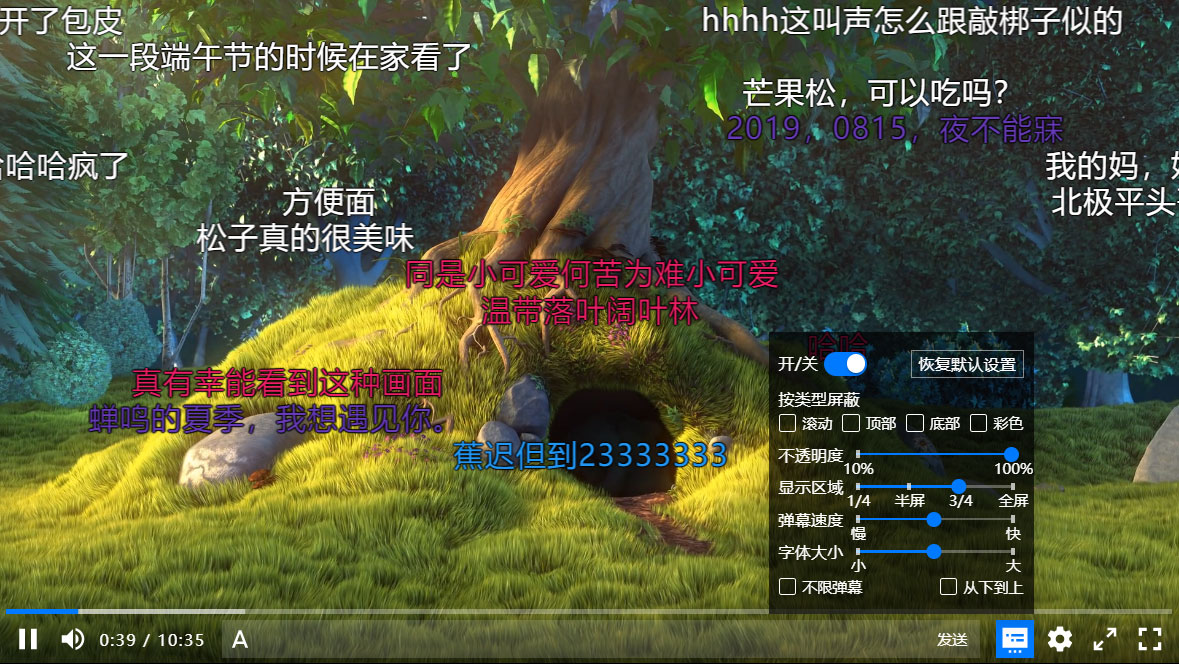 开了包皮
hhhh这叫声怎么跟敲梆子似的
这一段端午节的时候在家看了
芒果松，可以吃吗？
2019，0815，夜不能寐
哈哈疯了
我的妈，
方便面
北极平头
松子真的很美味
同是小可爱何苦为难小可爱
温带落叶阔叶林
哈哈
真有幸能看到这种画面
蝉鸣的夏季，我想遇见你。
蕉迟但到23333333
开/关
恢复默认设置
按类型屏蔽
滚动 顶部 底部 彩色
不透明度
10% 100%
显示区域
1/4 半屏 3/4 全屏
弹幕速度
慢 快
字体大小
小 大
不限弹幕 从下到上
0:39 / 10:35 A 发送